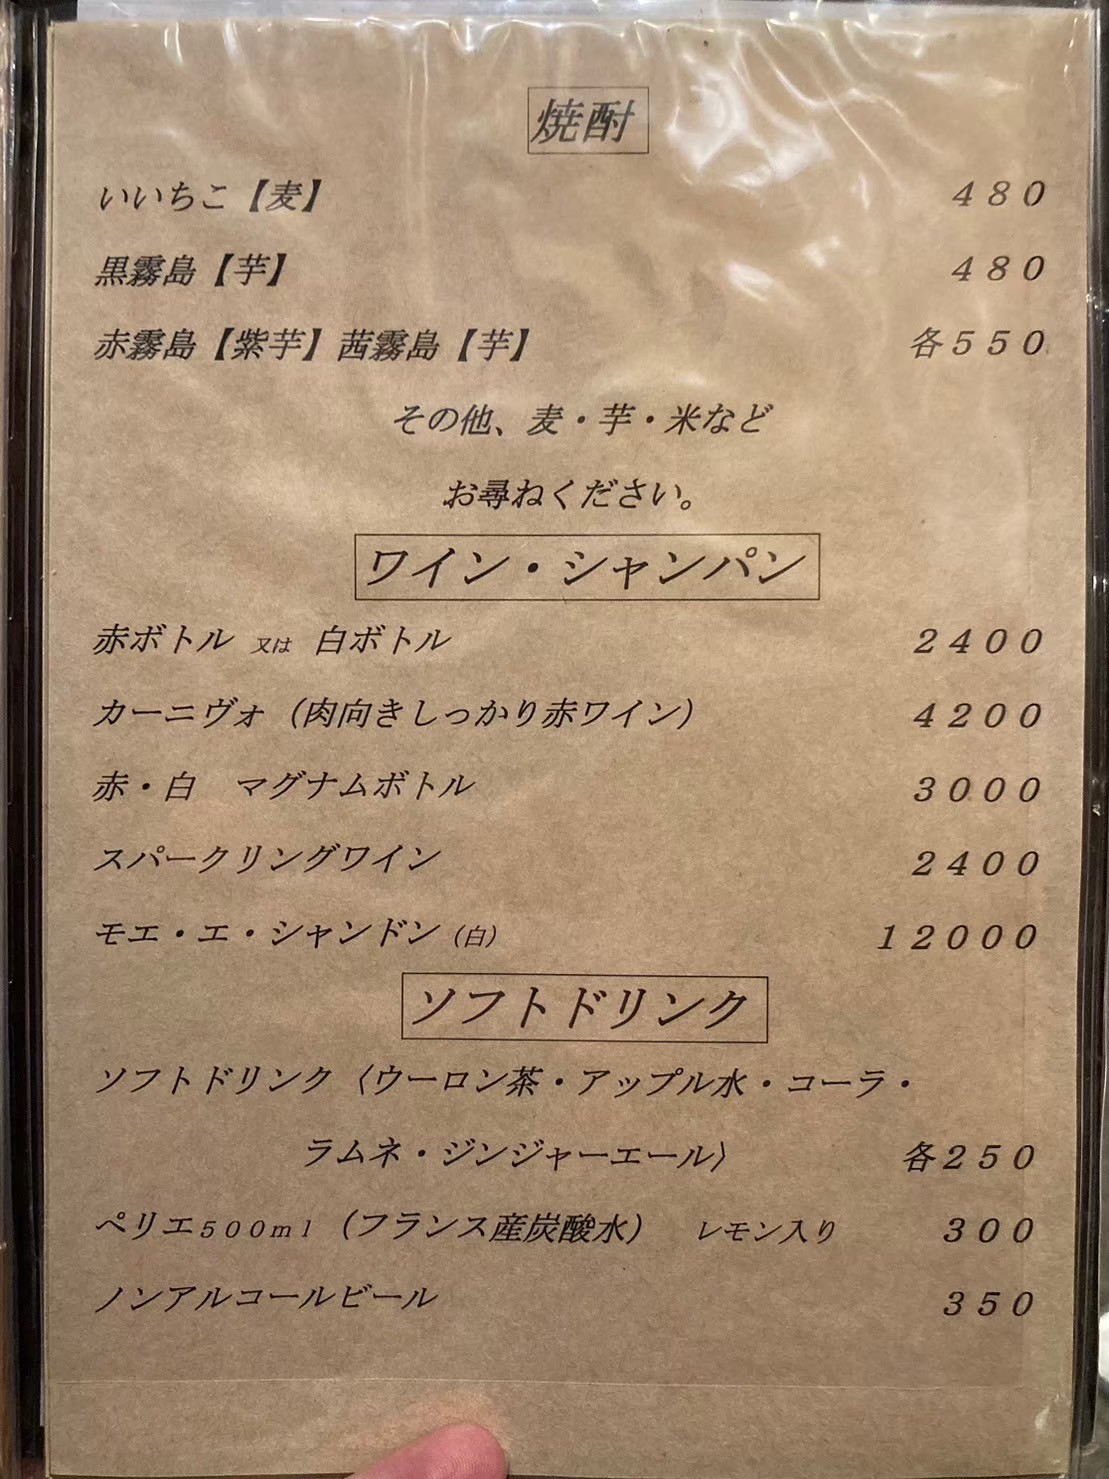 焼酎
いいちこ【麦】 ４８０
黒霧島【芋】 ４８０
赤霧島【紫芋】茜霧島【芋】 各５５０
その他、麦・芋・米など
お尋ねください。
ワイン・シャンパン
赤ボトル 又は 白ボトル ２４００
カーニヴォ（肉向きしっかり赤ワイン） ４２００
赤・白　マグナムボトル ３０００
スパークリングワイン ２４００
モエ・エ・シャンドン（白） １２０００
ソフトドリンク
ソフトドリンク〈ウーロン茶・アップル水・コーラ・
ラムネ・ジンジャーエール〉 各２５０
ペリエ５００ｍｌ（フランス産炭酸水）　レモン入り ３００
ノンアルコールビール ３５０